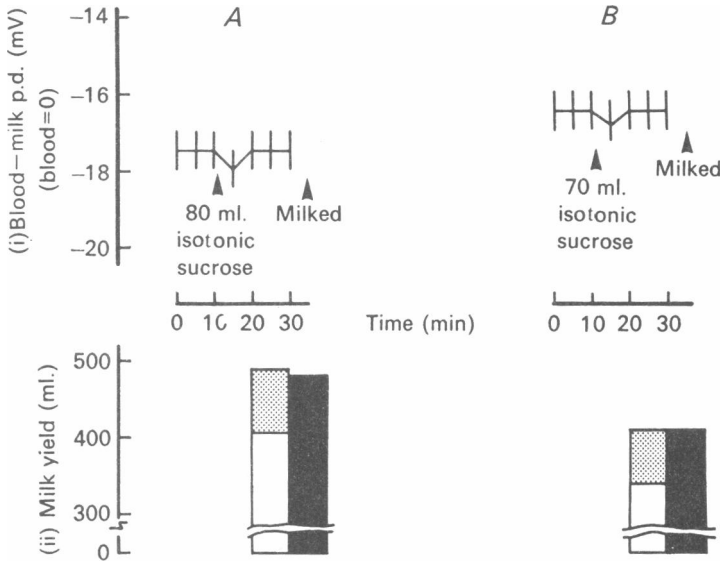 A
B
(i) Blood–milk p.d. (mV)
(blood=0)
–14
–16
–18
–20
80 ml.
isotonic
sucrose
Milked
70 ml.
isotonic
sucrose
Milked
0 10 20 30
Time (min)
0 10 20 30
(ii) Milk yield (ml.)
500
400
300
0